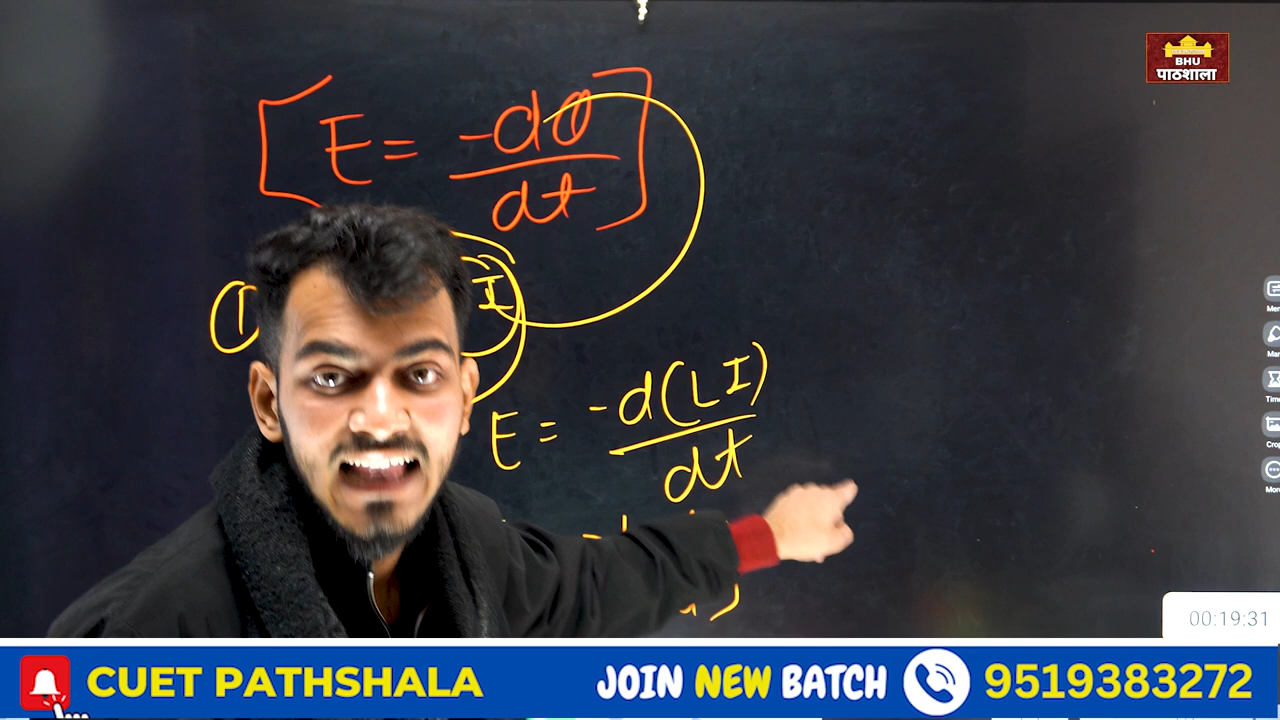 BHU
पाठशाला
[E = -dΦ/dt]
I
E = -d(LI)/dt
00:19:31
CUET PATHSHALA
JOIN NEW BATCH
9519383272